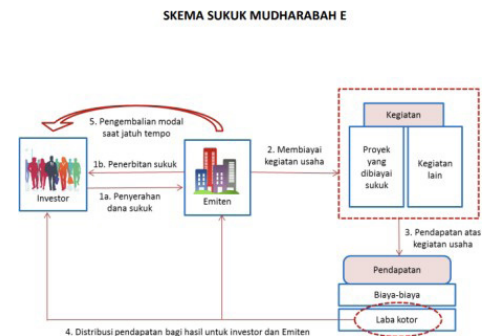 SKEMA SUKUK MUDHARABAH E
5. Pengembalian modal
saat jatuh tempo
1b. Penerbitan sukuk
1a. Penyerahan
dana sukuk
Investor
Emiten
2. Membiayai
kegiatan usaha
Kegiatan
Proyek
yang
dibiayai
sukuk
Kegiatan
lain
3. Pendapatan atas
kegiatan usaha
Pendapatan
Biaya-biaya
Laba kotor
4. Distribusi pendapatan bagi hasil untuk investor dan Emiten